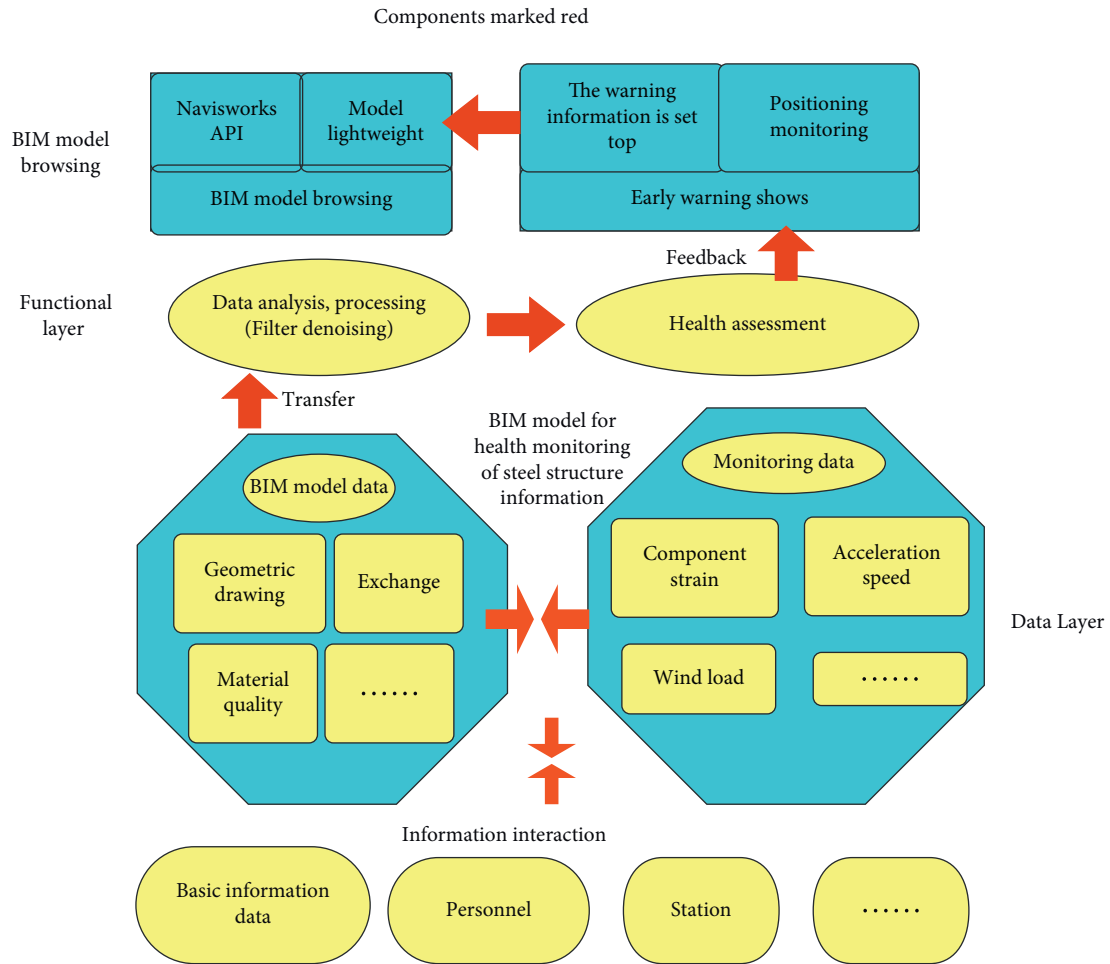 Components marked red
Navisworks
API
Model
lightweight
The warning
information is set
top
Positioning
monitoring
BIM model
browsing
BIM model browsing
Early warning shows
Feedback
Functional
layer
Data analysis, processing
(Filter denoising)
Health assessment
Transfer
BIM model for
health monitoring
of steel structure
information
BIM model data
Monitoring data
Geometric
drawing
Exchange
Component
strain
Acceleration
speed
Data Layer
Material
quality
......
Wind load
......
Information interaction
Basic information
data
Personnel
Station
......